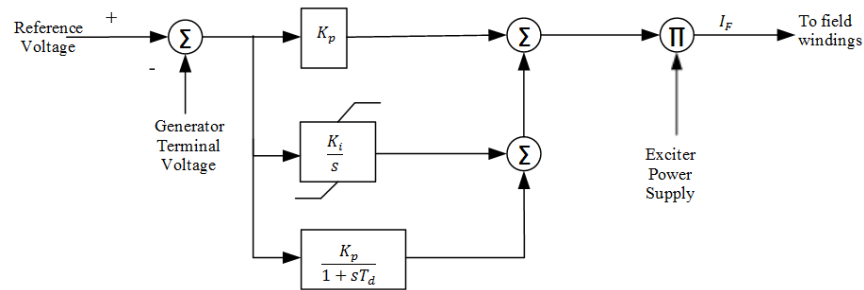 Reference
Voltage
+
-
Σ
Generator
Terminal
Voltage
K_p
K_i
s
K_p
1 + sT_d
Σ
Σ
Π
I_F
Exciter
Power
Supply
To field
windings